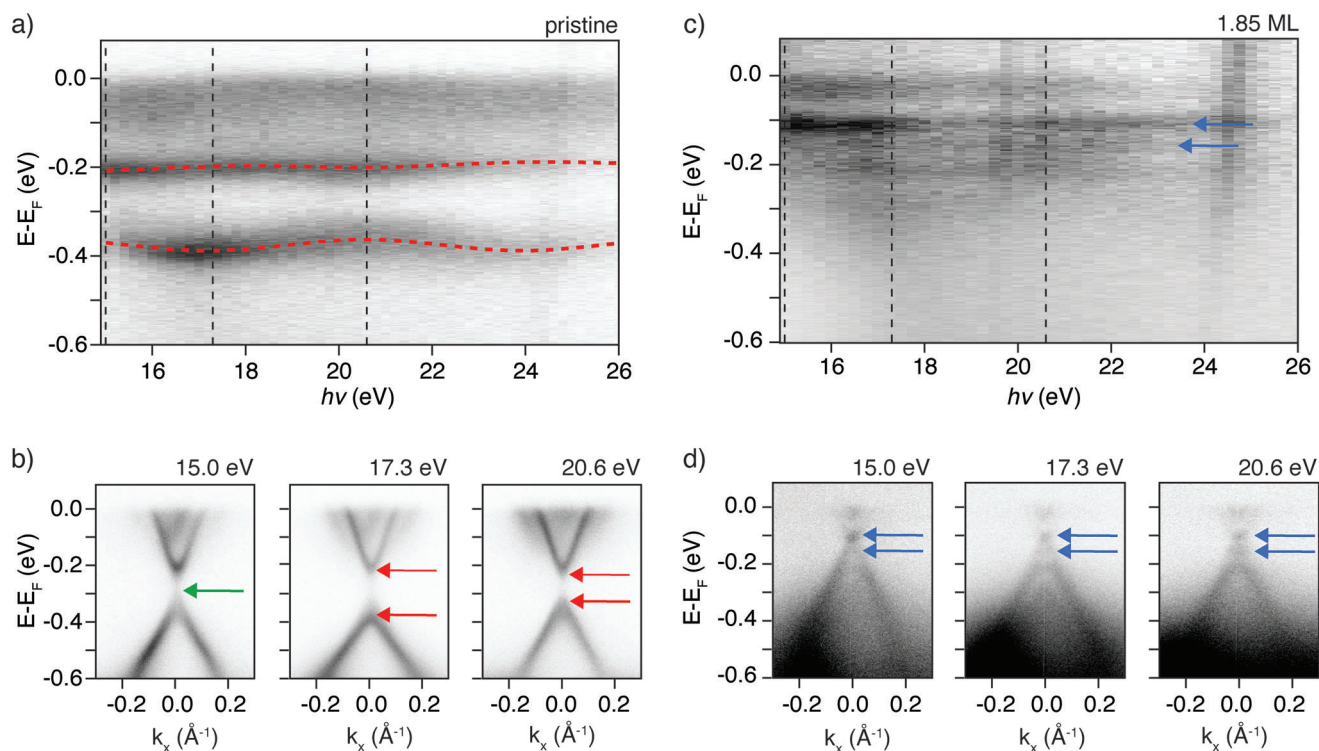 a)
pristine
0.0
-0.2
-0.4
-0.6
E-E_F (eV)
16 18 20 22 24 26
hν (eV)
c)
1.85 ML
0.0
-0.2
-0.4
-0.6
E-E_F (eV)
16 18 20 22 24 26
hν (eV)
b)
15.0 eV 17.3 eV 20.6 eV
0.0
-0.2
-0.4
-0.6
E-E_F (eV)
-0.2 0.0 0.2 -0.2 0.0 0.2 -0.2 0.0 0.2
k_x (Å⁻¹) k_x (Å⁻¹) k_x (Å⁻¹)
d)
15.0 eV 17.3 eV 20.6 eV
0.0
-0.2
-0.4
-0.6
E-E_F (eV)
-0.2 0.0 0.2 -0.2 0.0 0.2 -0.2 0.0 0.2
k_x (Å⁻¹) k_x (Å⁻¹) k_x (Å⁻¹)